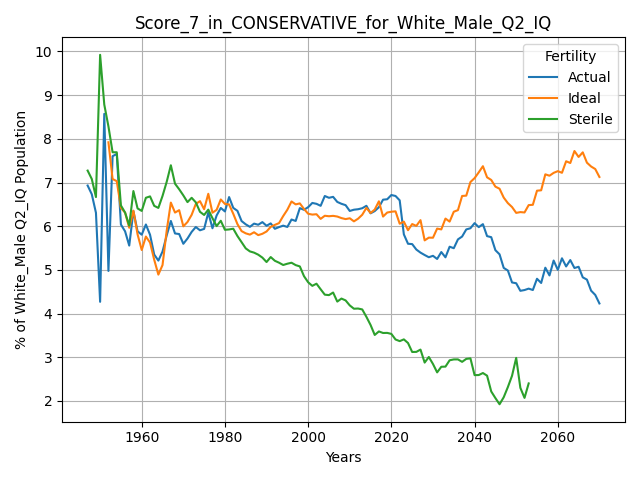 Score_7_in_CONSERVATIVE_for_White_Male_Q2_IQ
% of White_Male Q2_IQ Population
10
9
8
7
6
5
4
3
2
Fertility
Actual
Ideal
Sterile
1960 1980 2000 2020 2040 2060
Years